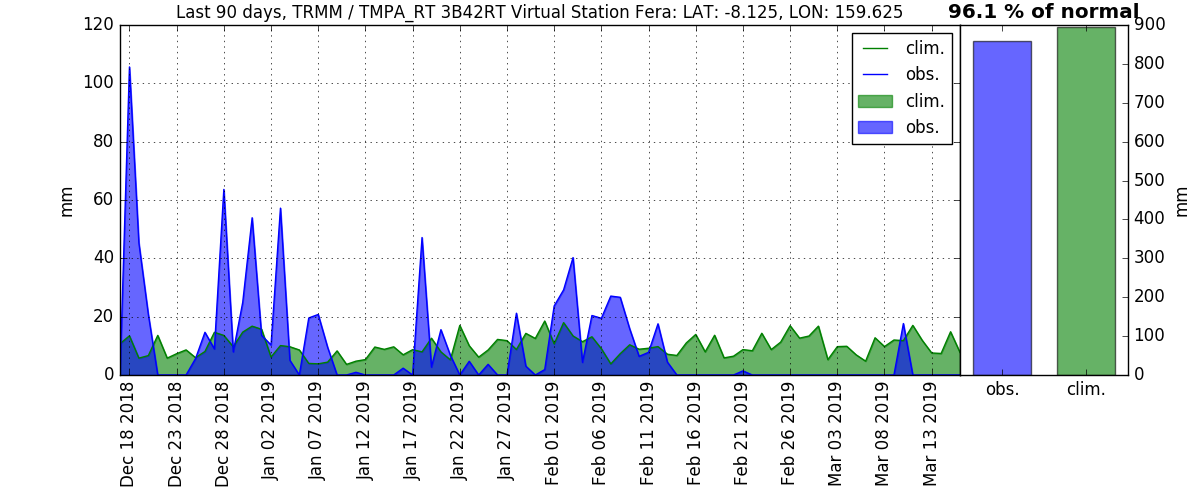 Last 90 days, TRMM / TMPA_RT 3B42RT Virtual Station Fera: LAT: -8.125, LON: 159.625
96.1 % of normal
120
100
80
60
40
20
0
mm
clim.
obs.
clim.
obs.
900
800
700
600
500
400
300
200
100
0
mm
obs.
clim.
Dec 18 2018
Dec 23 2018
Dec 28 2018
Jan 02 2019
Jan 07 2019
Jan 12 2019
Jan 17 2019
Jan 22 2019
Jan 27 2019
Feb 01 2019
Feb 06 2019
Feb 11 2019
Feb 16 2019
Feb 21 2019
Feb 26 2019
Mar 03 2019
Mar 08 2019
Mar 13 2019